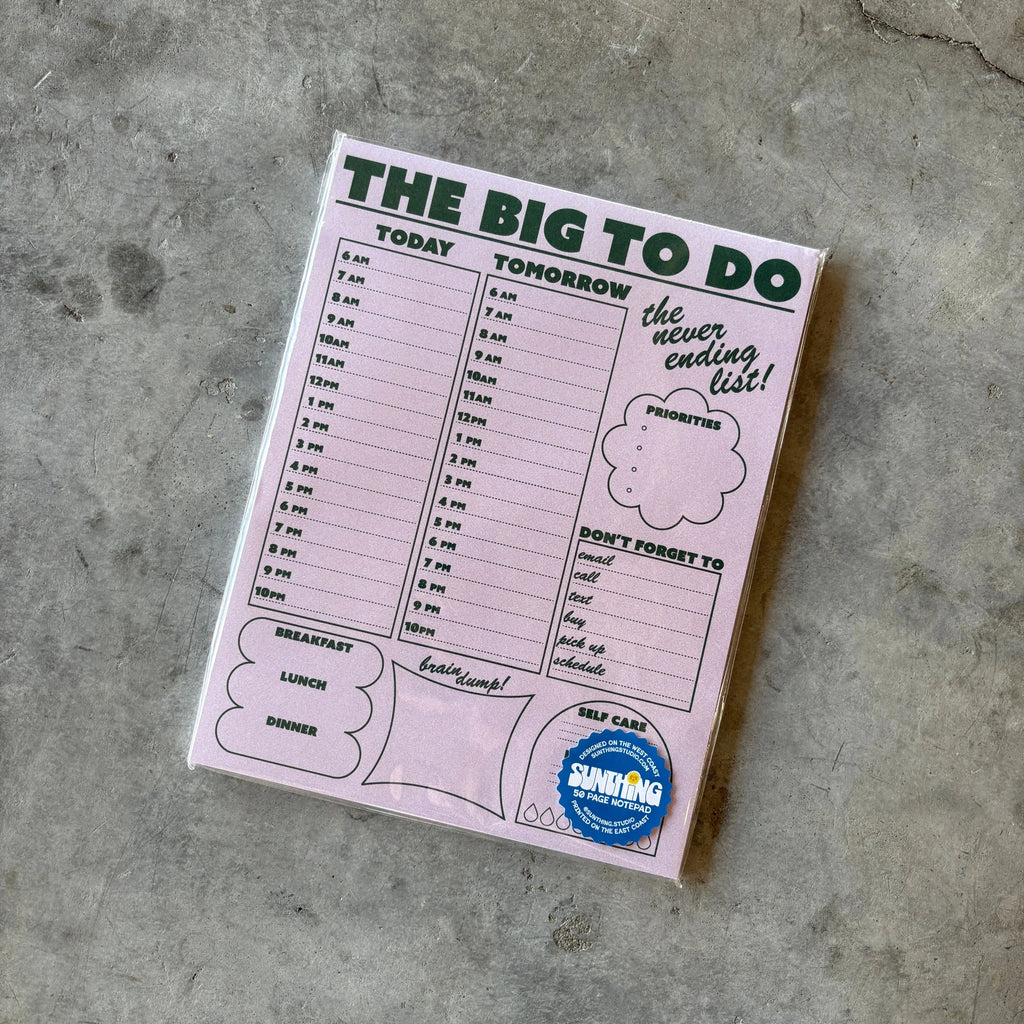 THE BIG TO DO
TODAY
6 AM
7 AM
8 AM
9 AM
10AM
11AM
12PM
1 PM
2 PM
3 PM
4 PM
5 PM
6 PM
7 PM
8 PM
9 PM
10PM
TOMORROW
6 AM
7 AM
8 AM
9 AM
10AM
11AM
12PM
1 PM
2 PM
3 PM
4 PM
5 PM
6 PM
7 PM
8 PM
9 PM
10PM
the
never
ending
list!
PRIORITIES
DON'T FORGET TO
email
call
text
buy
pick up
schedule
BREAKFAST
LUNCH
DINNER
brain
dump!
SELF CARE
DESIGNED ON THE WEST COAST
SUNTHINGSTUDIO.COM
SUNTHING
50 PAGE NOTEPAD
@SUNTHING.STUDIO
PRINTED ON THE EAST COAST